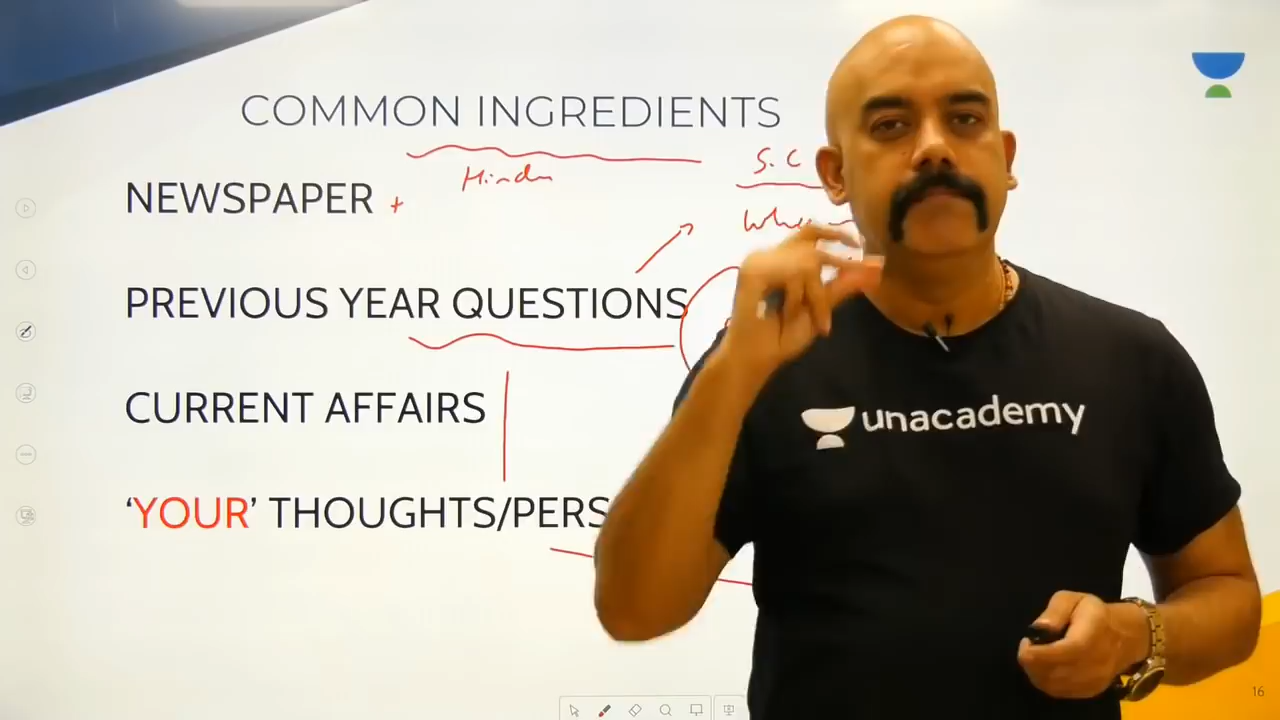 COMMON INGREDIENTS
S.C
Hindu
NEWSPAPER +
PREVIOUS YEAR QUESTIONS
CURRENT AFFAIRS
unacademy
'YOUR' THOUGHTS/PERS
16